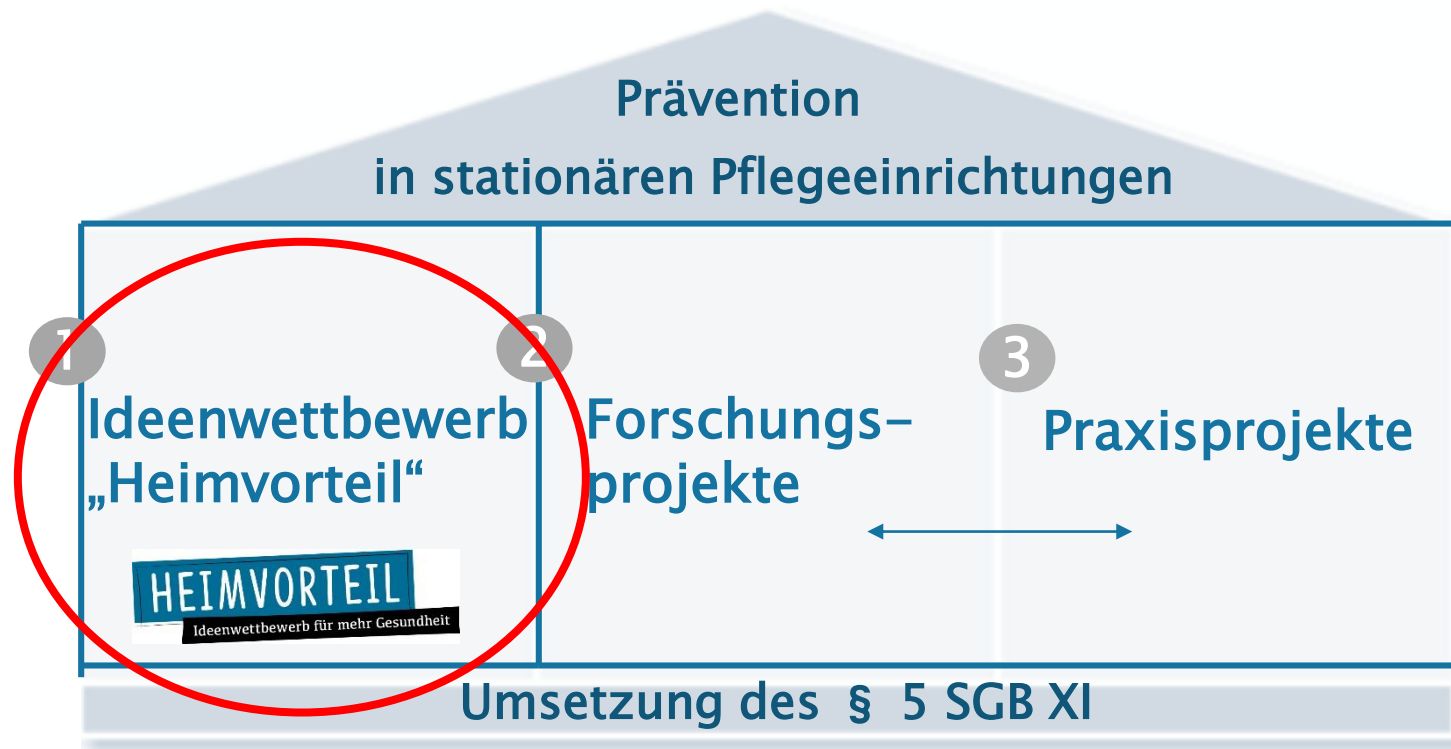 Prävention
in stationären Pflegeeinrichtungen
1
Ideenwettbewerb
„Heimvorteil“
HEIMVORTEIL
Ideenwettbewerb für mehr Gesundheit
2
Forschungs-
projekte
3
Praxisprojekte
Umsetzung des § 5 SGB XI